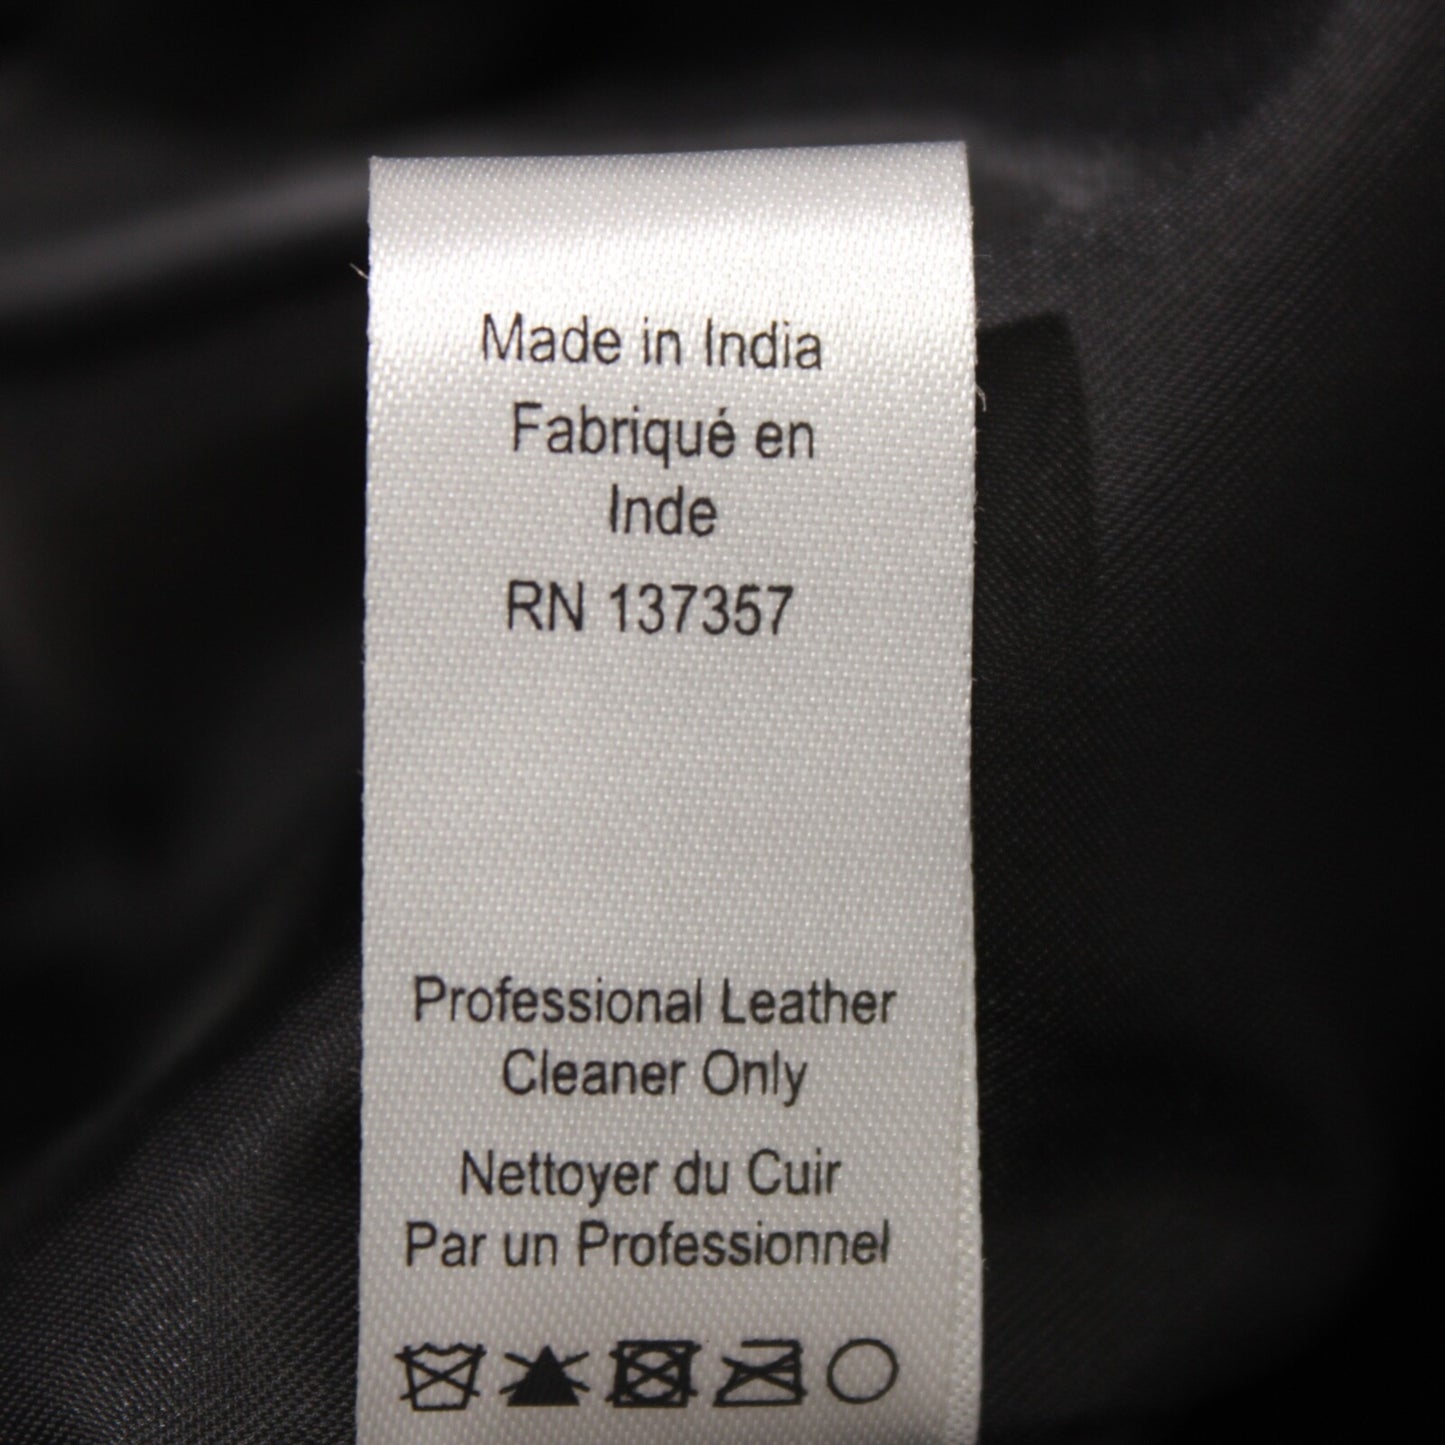 Made in India
Fabriqué en
Inde
RN 137357
Professional Leather
Cleaner Only
Nettoyer du Cuir
Par un Professionnel